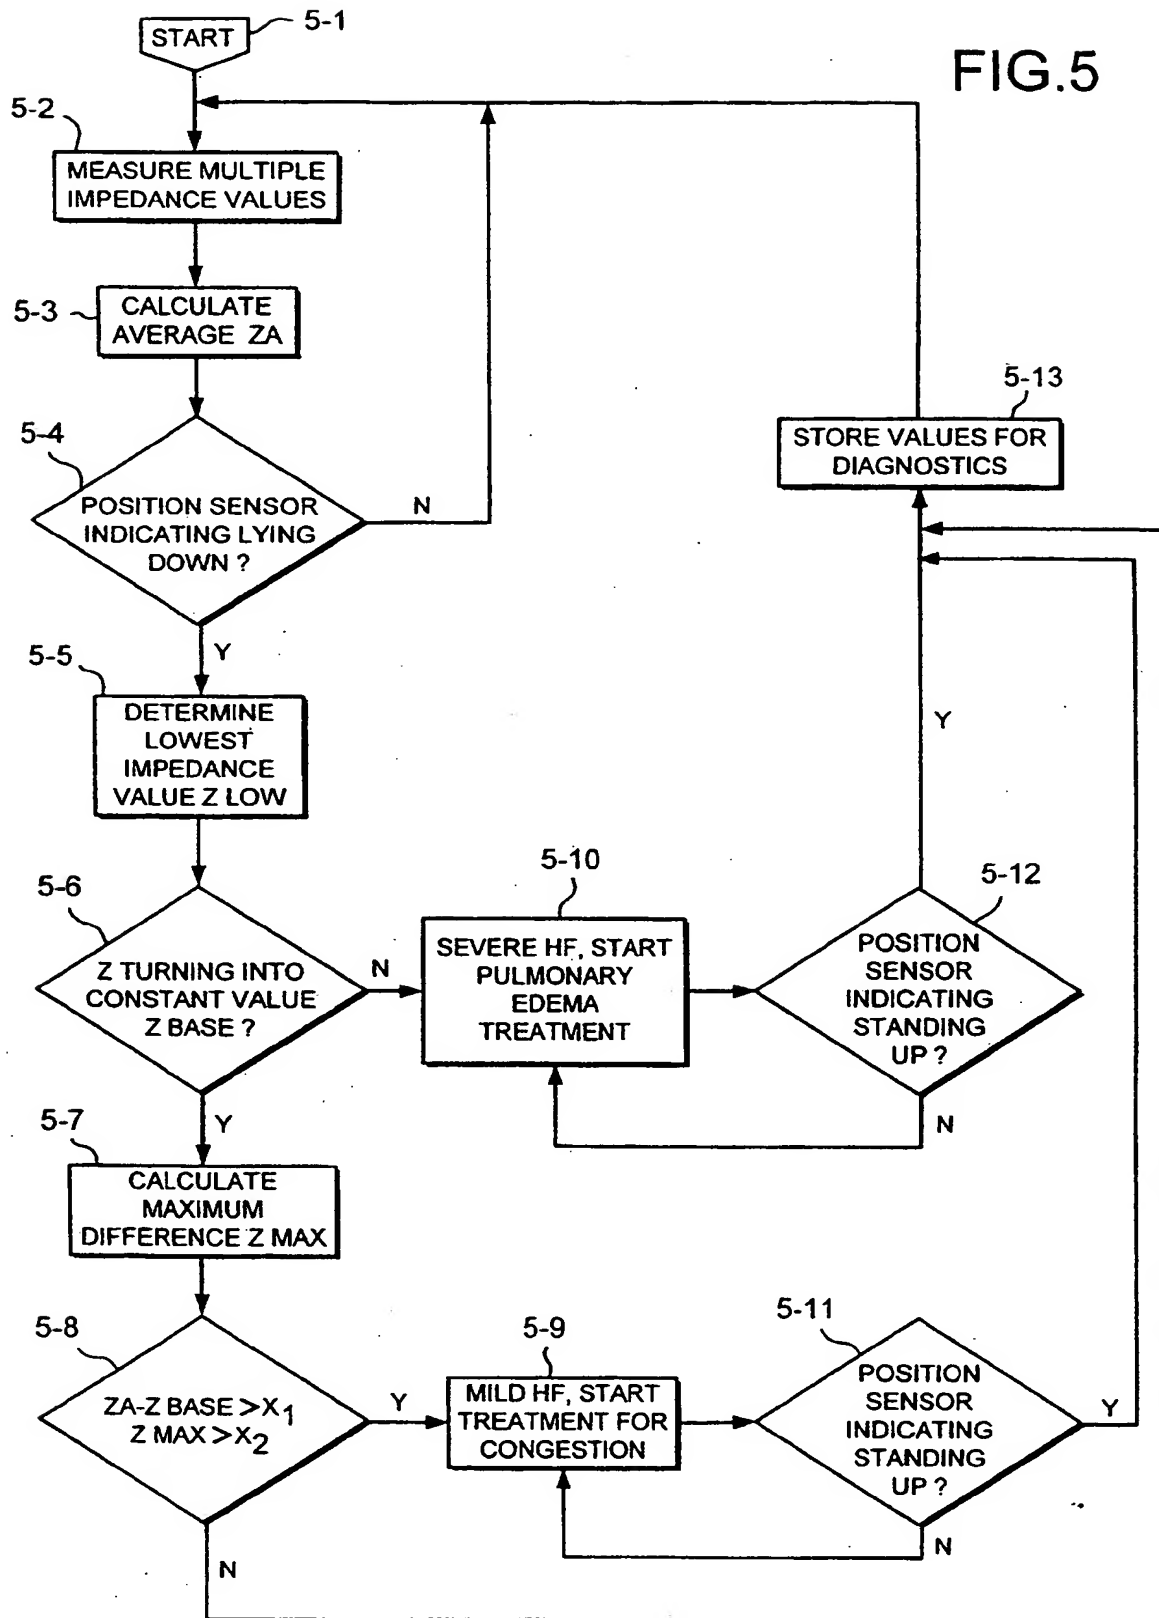 FIG.5
START
5-1
5-2
MEASURE MULTIPLE
IMPEDANCE VALUES
5-3
CALCULATE
AVERAGE ZA
5-4
POSITION SENSOR
INDICATING LYING
DOWN ?
N
Y
5-5
DETERMINE
LOWEST
IMPEDANCE
VALUE Z LOW
5-6
Z TURNING INTO
CONSTANT VALUE
Z BASE ?
N
Y
5-10
SEVERE HF, START
PULMONARY
EDEMA
TREATMENT
5-12
POSITION
SENSOR
INDICATING
STANDING
UP ?
Y
N
5-13
STORE VALUES FOR
DIAGNOSTICS
5-7
CALCULATE
MAXIMUM
DIFFERENCE Z MAX
5-8
ZA-Z BASE >X1
Z MAX >X2
Y
N
5-9
MILD HF, START
TREATMENT FOR
CONGESTION
5-11
POSITION
SENSOR
INDICATING
STANDING
UP ?
Y
N